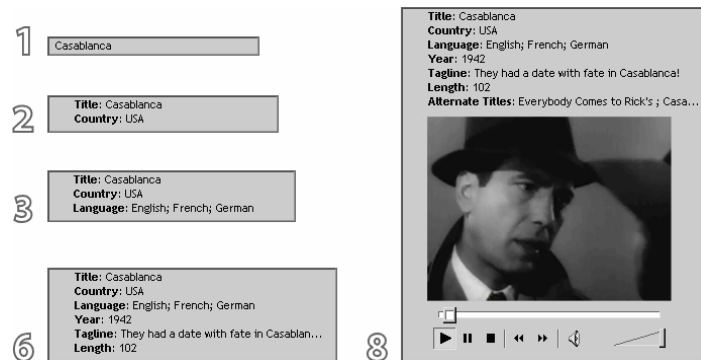 1
Casablanca
2
Title: Casablanca
Country: USA
3
Title: Casablanca
Country: USA
Language: English; French; German
6
Title: Casablanca
Country: USA
Language: English; French; German
Year: 1942
Tagline: They had a date with fate in Casablan...
Length: 102
8
Title: Casablanca
Country: USA
Language: English; French; German
Year: 1942
Tagline: They had a date with fate in Casablanca!
Length: 102
Alternate Titles: Everybody Comes to Rick's ; Casa...